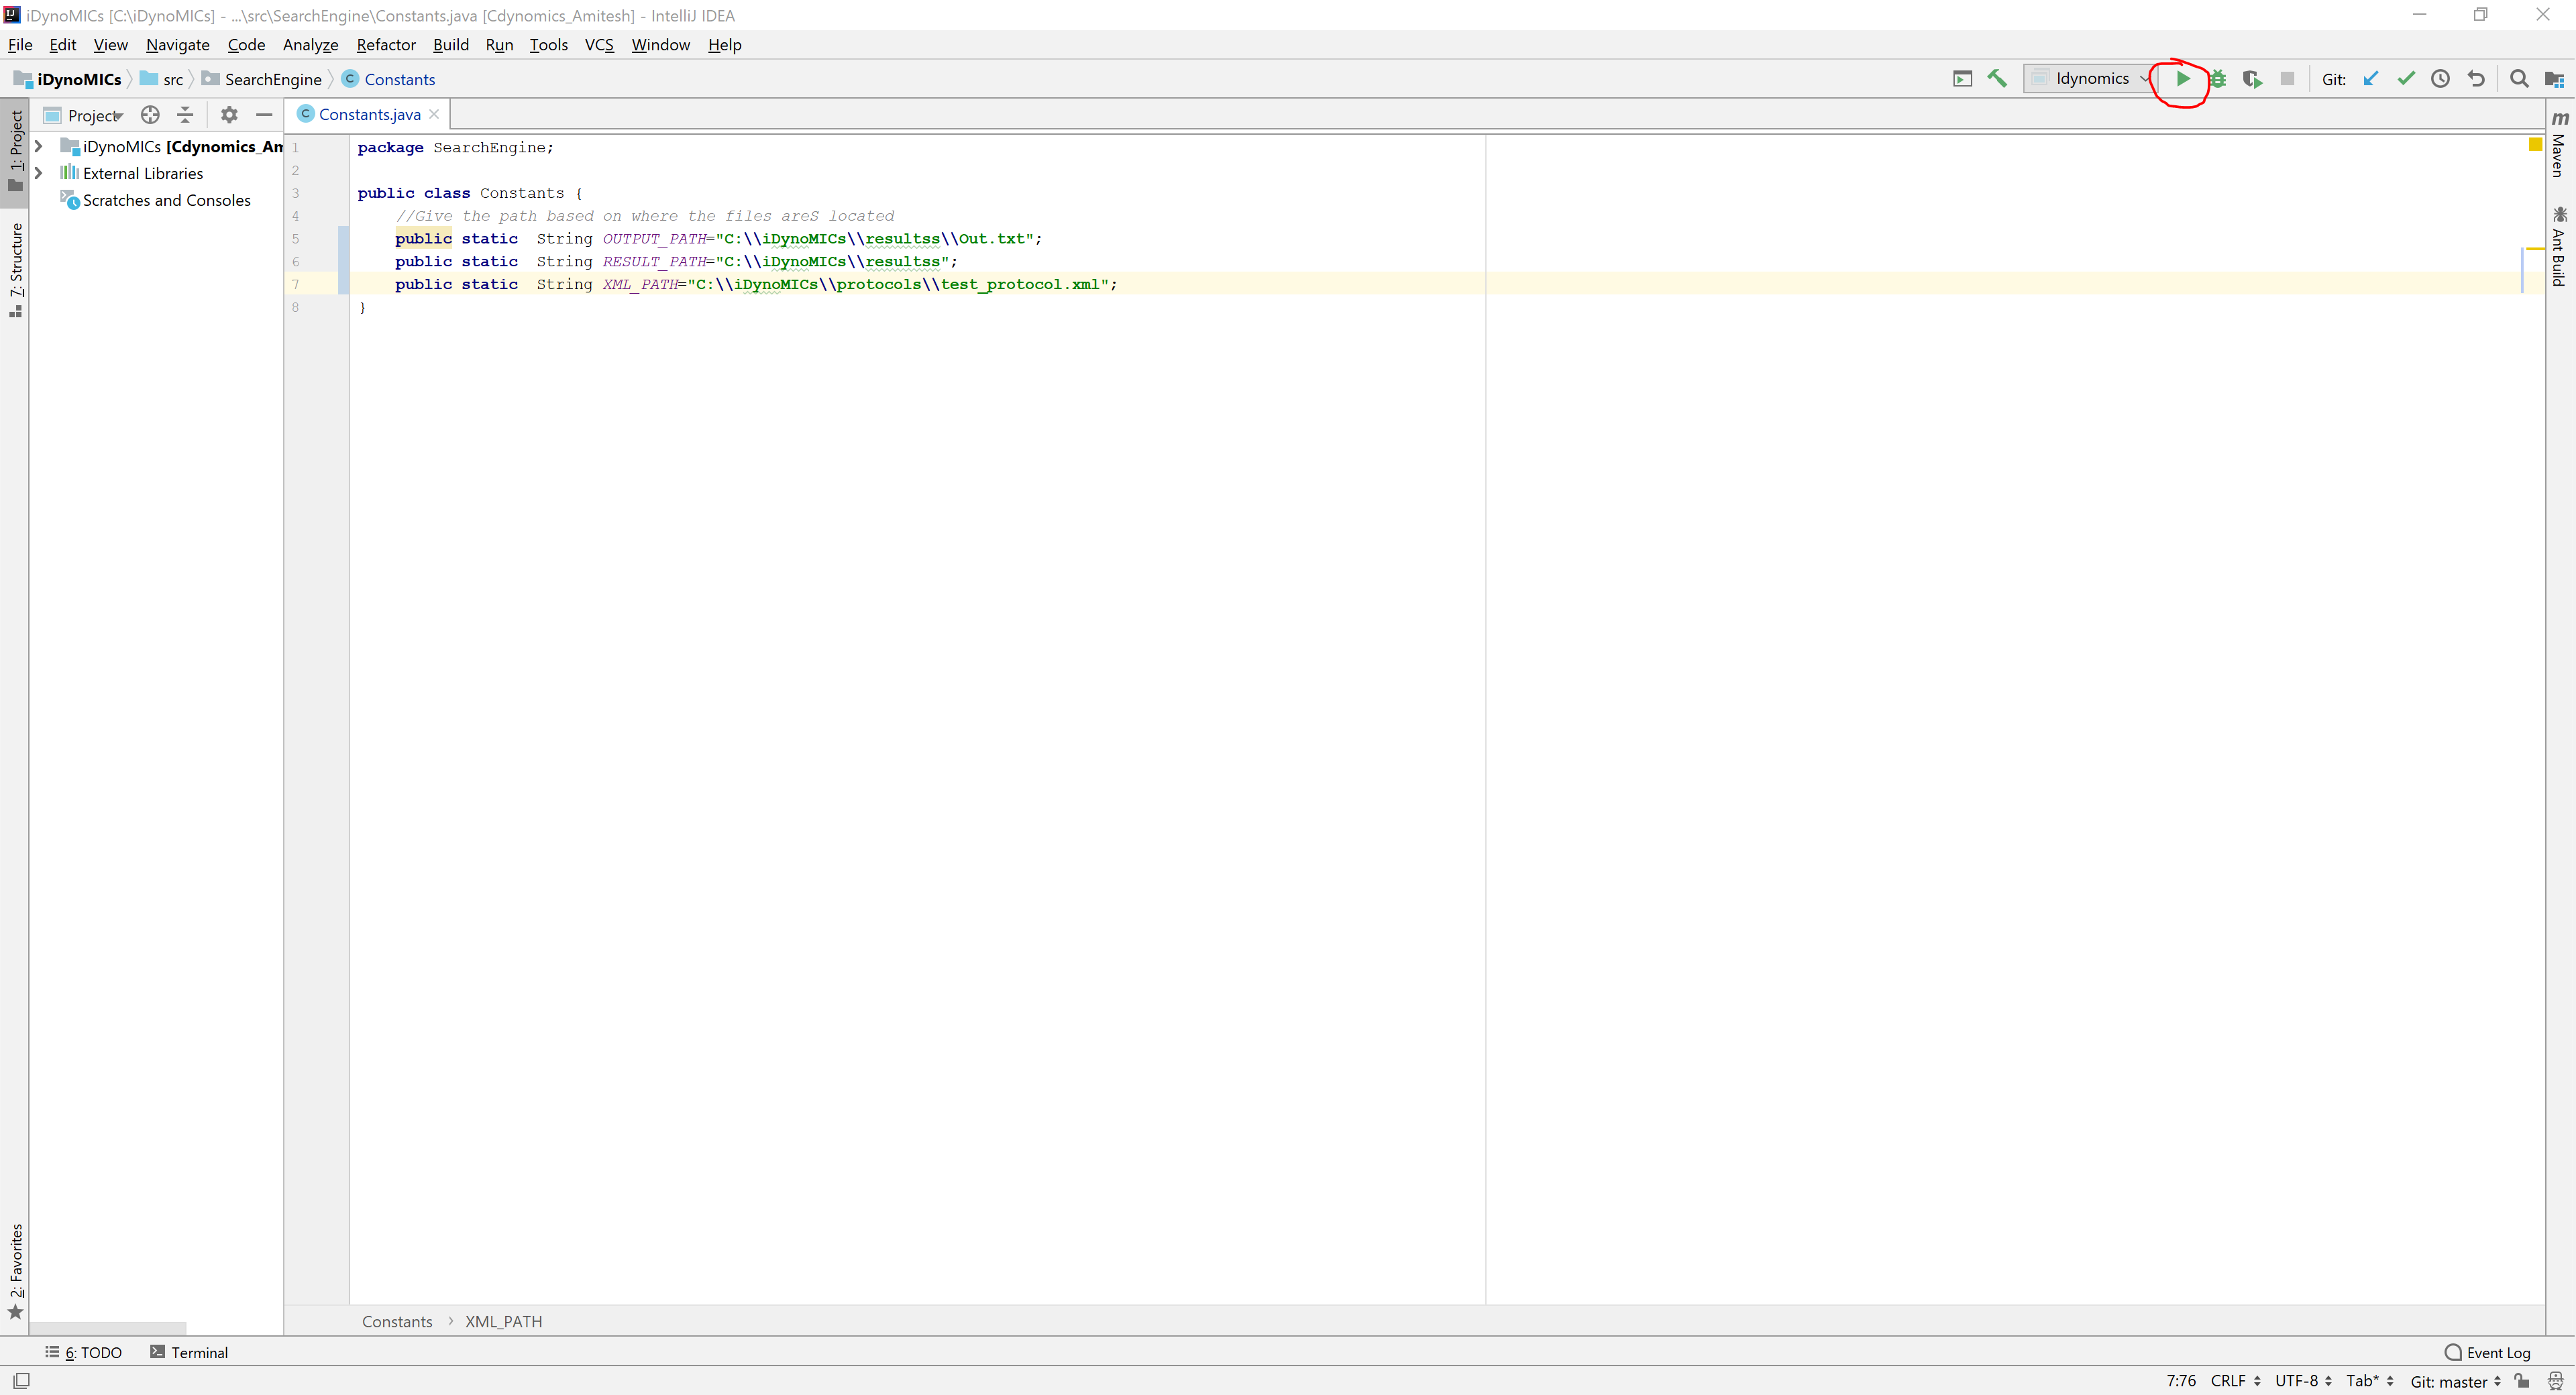 iDynoMICs [C:\iDynoMICs] - ...\src\SearchEngine\Constants.java [Cdynomics_Amitesh] - IntelliJ IDEA
File Edit View Navigate Code Analyze Refactor Build Run Tools VCS Window Help
iDynoMICs src SearchEngine C Constants Idynomics Git:
1: Project Project C Constants.java
iDynoMICs [Cdynomics_Am
External Libraries
Scratches and Consoles
7: Structure
1 package SearchEngine;
2
3 public class Constants {
4 //Give the path based on where the files areS located
5 public static String OUTPUT_PATH="C:\\iDynoMICs\\resultss\\Out.txt";
6 public static String RESULT_PATH="C:\\iDynoMICs\\resultss";
7 public static String XML_PATH="C:\\iDynoMICs\\protocols\\test_protocol.xml";
8 }
m Maven
Ant Build
2: Favorites
Constants › XML_PATH
6: TODO Terminal Event Log
7:76 CRLF UTF-8 Tab* Git: master